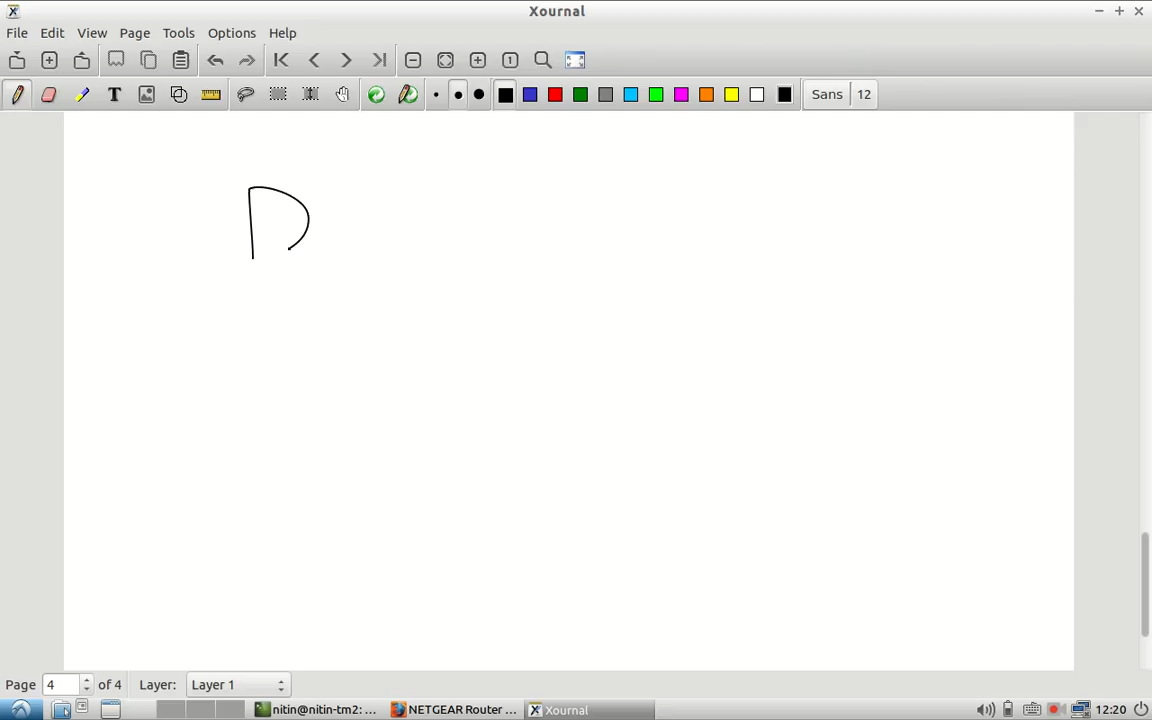 Xournal
File Edit View Page Tools Options Help
T Sans 12
D
Page 4 of 4 Layer: Layer 1
nitin@nitin-tm2: ... NETGEAR Router ... Xournal 12:20